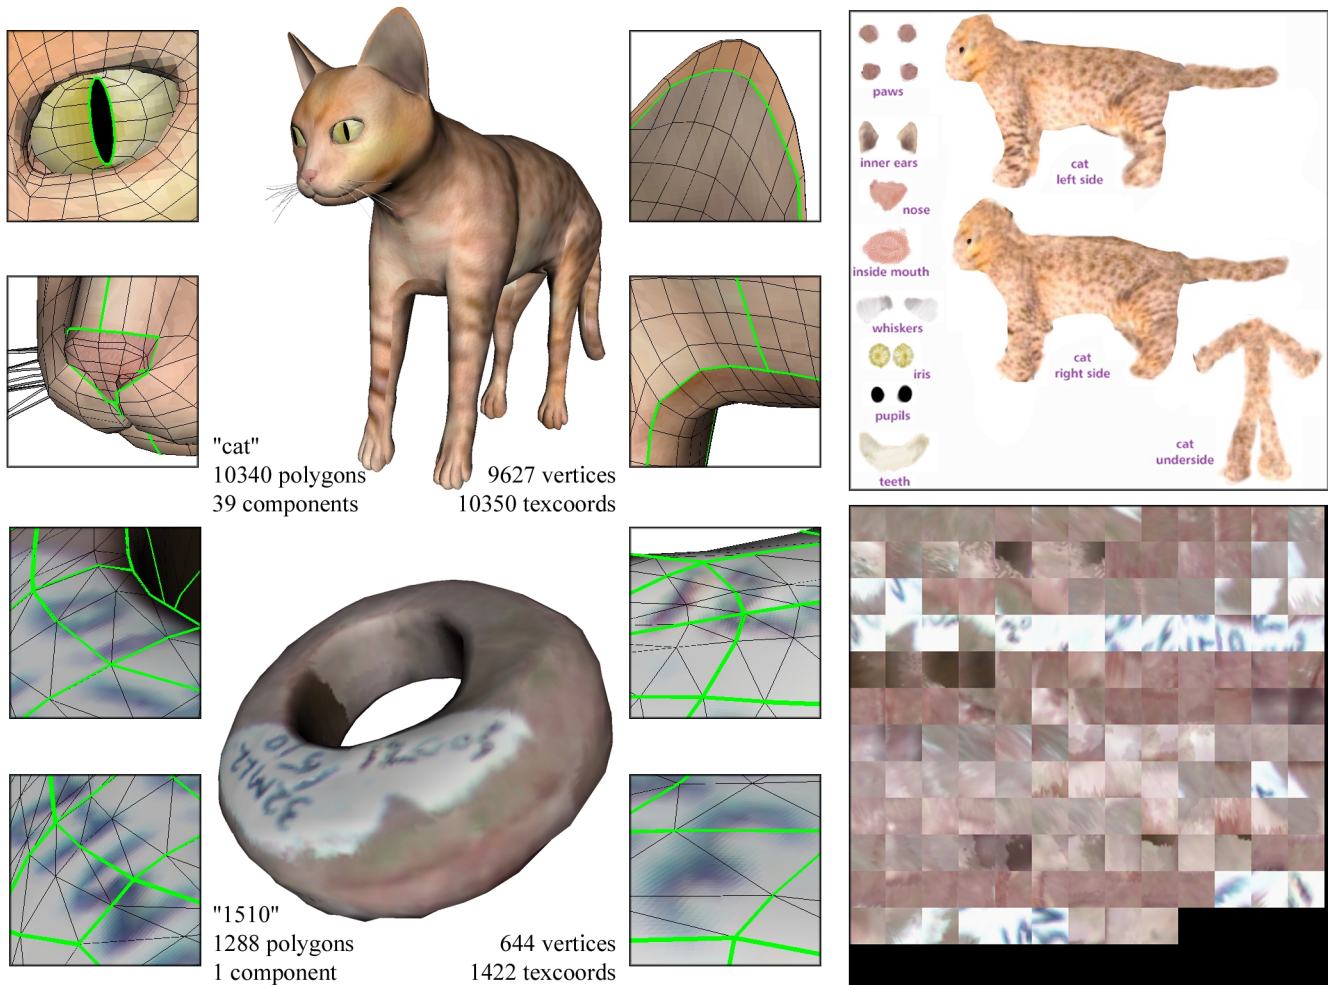 "cat"
10340 polygons
39 components
9627 vertices
10350 texcoords
paws
inner ears
nose
inside mouth
whiskers
iris
pupils
teeth
cat
left side
cat
right side
cat
underside
"1510"
1288 polygons
1 component
644 vertices
1422 texcoords